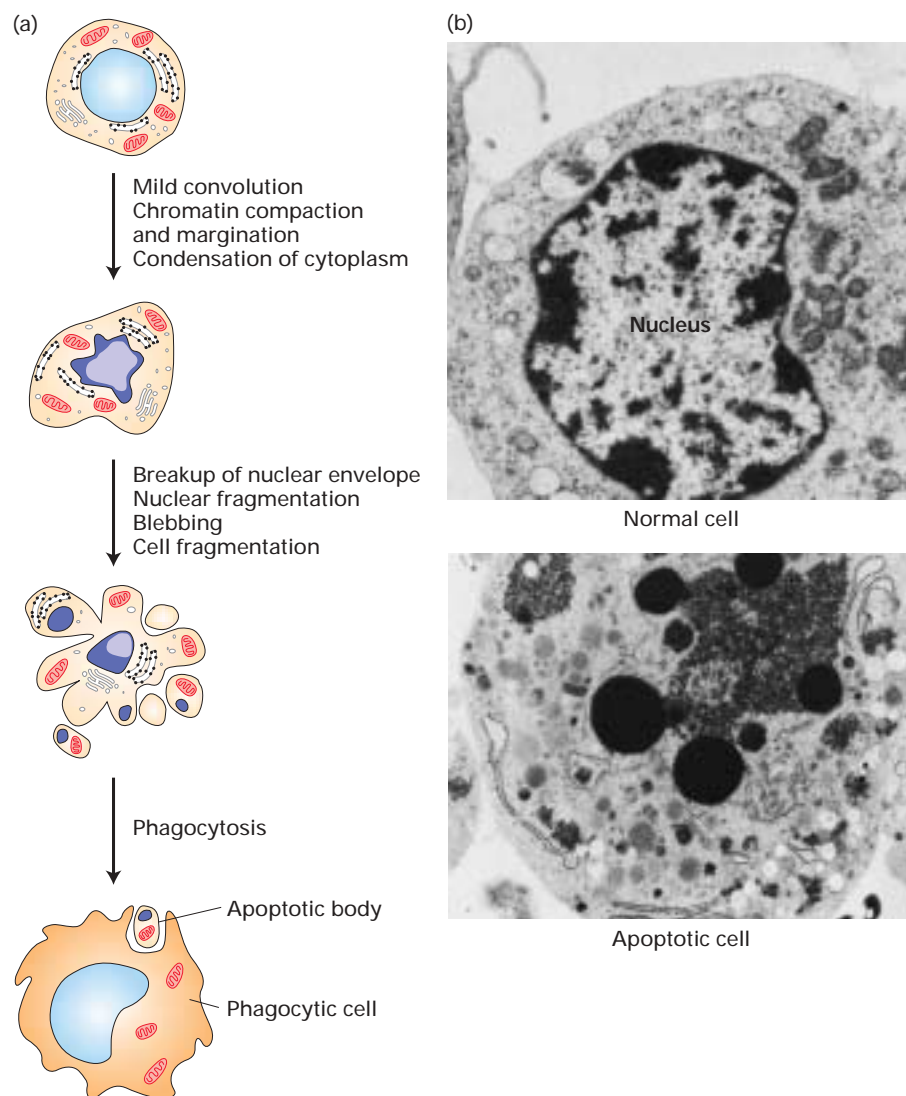 (a)
Mild convolution
Chromatin compaction
and margination
Condensation of cytoplasm
Breakup of nuclear envelope
Nuclear fragmentation
Blebbing
Cell fragmentation
Phagocytosis
Apoptotic body
Phagocytic cell
(b)
Nucleus
Normal cell
Apoptotic cell